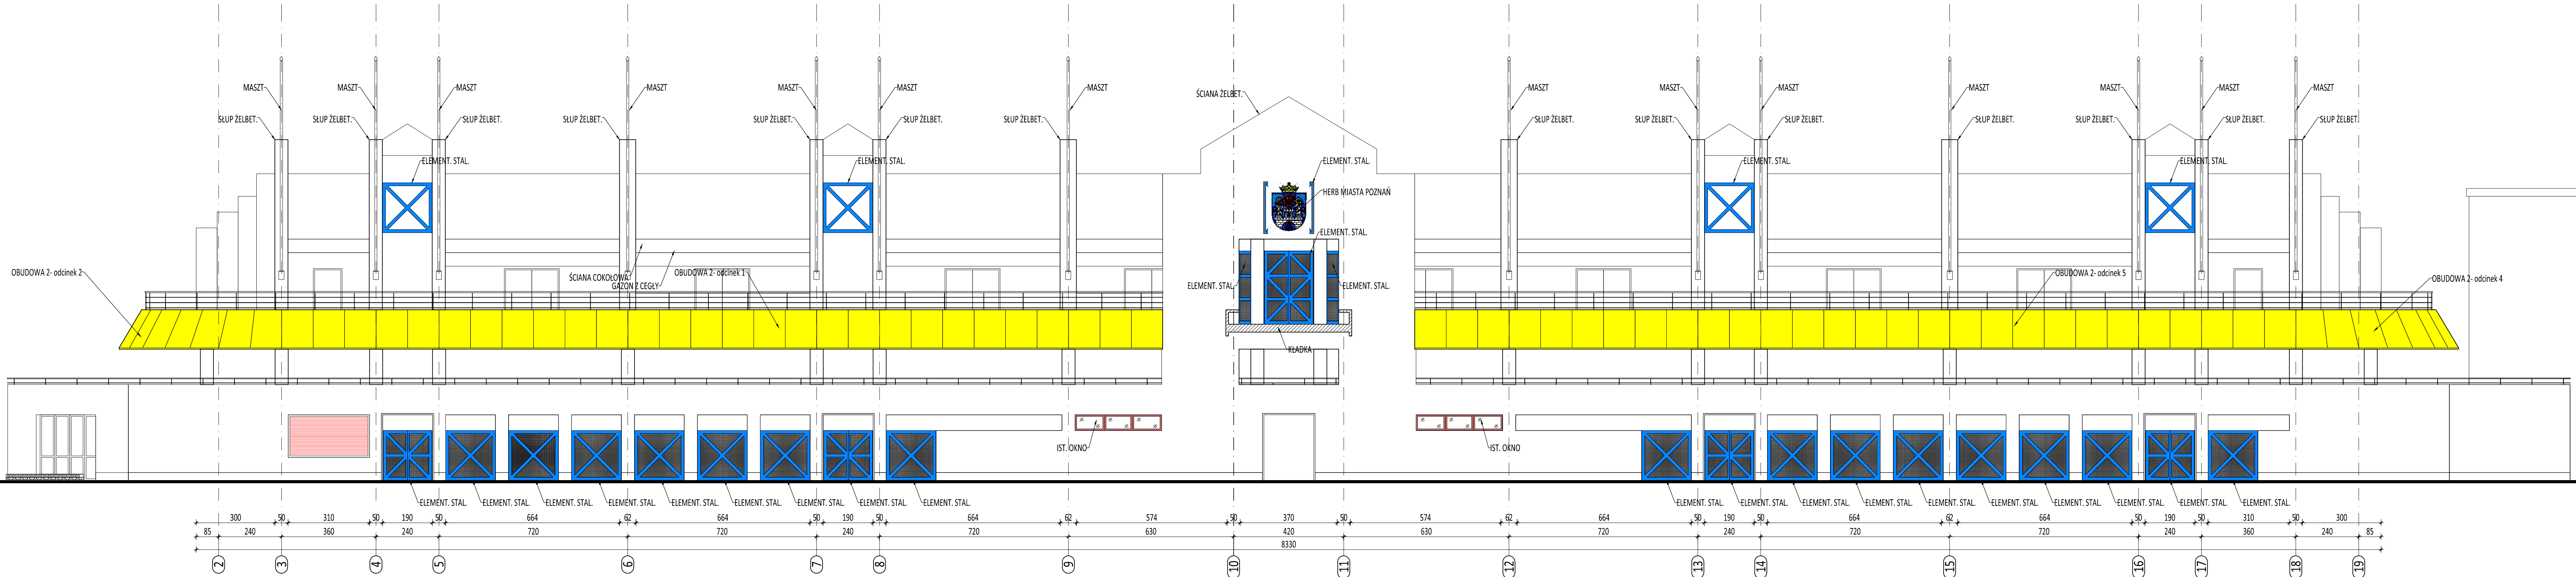 MASZT MASZT MASZT MASZT MASZT MASZT MASZT MASZT MASZT MASZT MASZT MASZT MASZT MASZT
ŚCIANA ŻELBET.
SŁUP ŻELBET. SŁUP ŻELBET. SŁUP ŻELBET. SŁUP ŻELBET. SŁUP ŻELBET. SŁUP ŻELBET. SŁUP ŻELBET. SŁUP ŻELBET. SŁUP ŻELBET. SŁUP ŻELBET. SŁUP ŻELBET. SŁUP ŻELBET. SŁUP ŻELBET. SŁUP ŻELBET.
ELEMENT. STAL. ELEMENT. STAL. ELEMENT. STAL. ELEMENT. STAL. ELEMENT. STAL.
HERB MIASTA POZNAŃ
ELEMENT. STAL.
OBUDOWA 2- odcinek 2 OBUDOWA 2- odcinek 1 OBUDOWA 2- odcinek 5
ŚCIANA COKOŁOWA OBUDOWA 2- odcinek 4
GAZON Z CEGŁY ELEMENT. STAL. ELEMENT. STAL.
KŁADKA
IST. OKNO IST. OKNO
ELEMENT. STAL. ELEMENT. STAL. ELEMENT. STAL. ELEMENT. STAL. ELEMENT. STAL. ELEMENT. STAL. ELEMENT. STAL. ELEMENT. STAL. ELEMENT. STAL. ELEMENT. STAL. ELEMENT. STAL. ELEMENT. STAL. ELEMENT. STAL. ELEMENT. STAL. ELEMENT. STAL. ELEMENT. STAL. ELEMENT. STAL. ELEMENT. STAL. ELEMENT. STAL.
300 50 310 50 190 50 664 62 664 50 190 50 664 62 574 50 370 50 574 62 664 50 190 50 664 62 664 50 190 50 310 50 300
85 240 360 240 720 720 240 720 630 420 630 720 240 720 720 240 360 240 85
8330
2 3 4 5 6 7 8 9 10 11 12 13 14 15 16 17 18 19